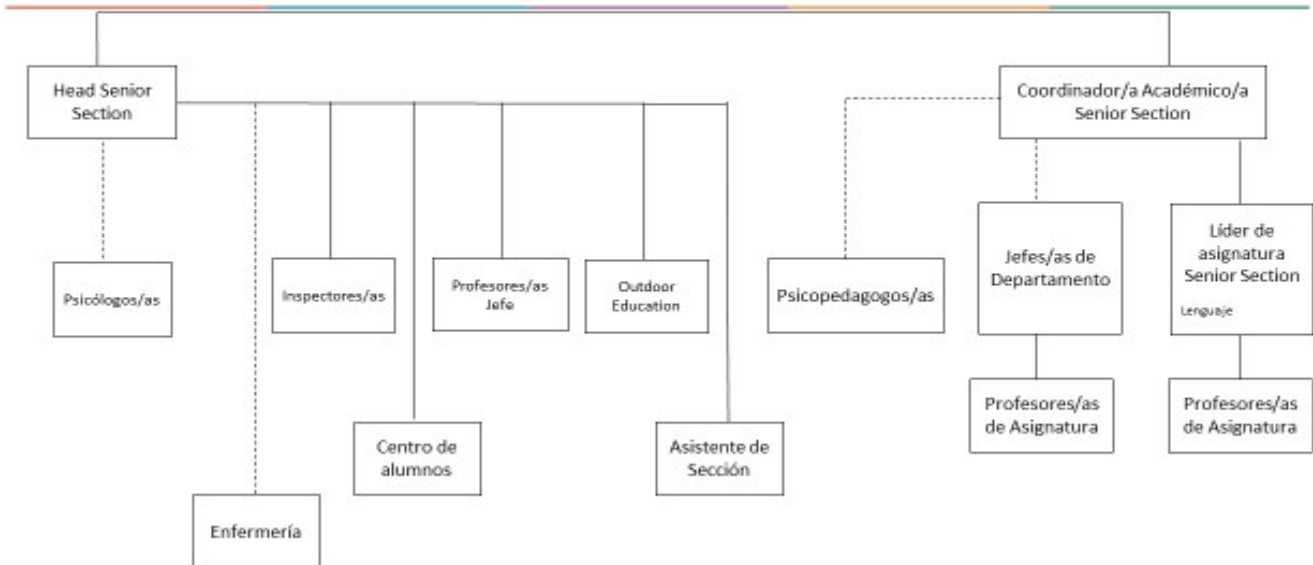 Head Senior
Section
Coordinador/a Académico/a
Senior Section
Psicólogos/as
Inspectores/as
Profesores/as
Jefe
Outdoor
Education
Psicopedagogos/as
Jefes/as de
Departamento
Líder de
asignatura
Senior Section
Lenguaje
Profesores/as
de Asignatura
Profesores/as
de Asignatura
Centro de
alumnos
Asistente de
Sección
Enfermería